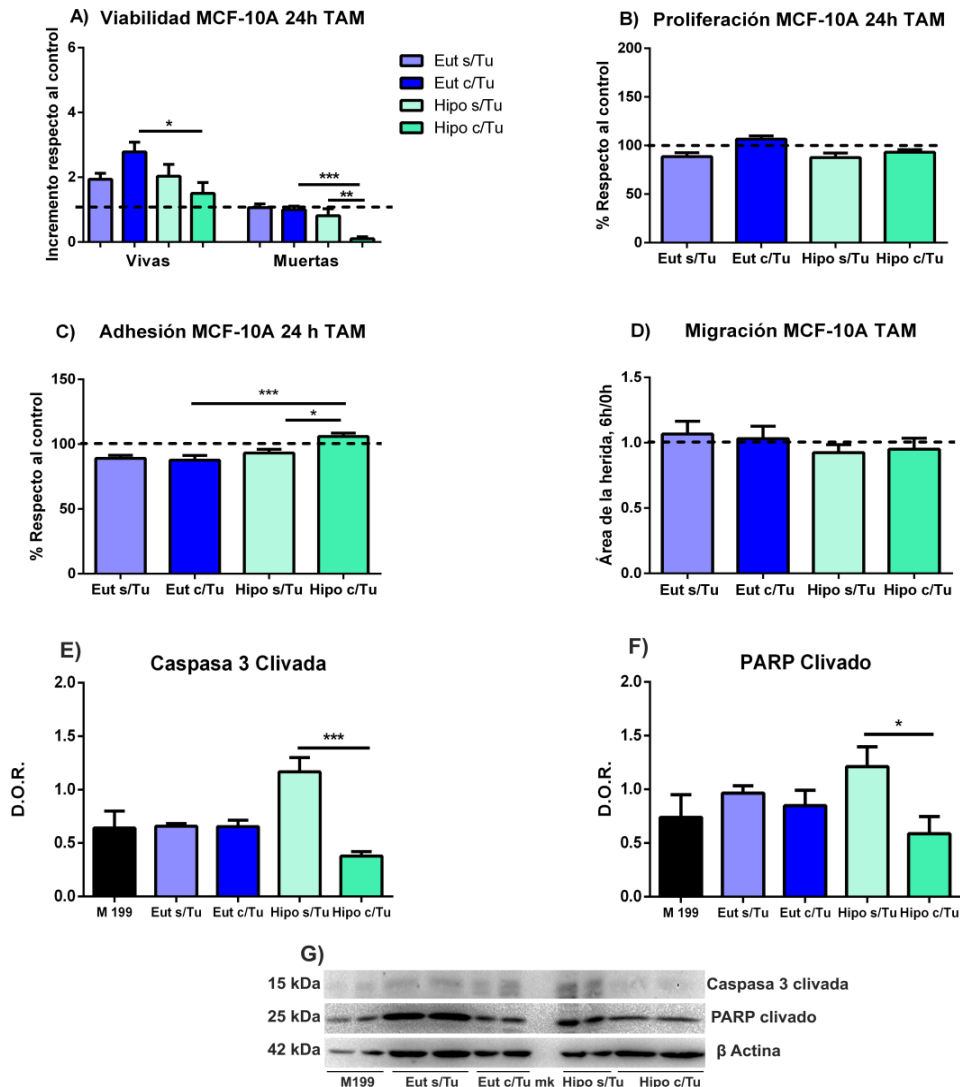 A) Viabilidad MCF-10A 24h TAM
Incremento respecto al control
6
4
2
0
Vivas Muertas
*
***
**
Eut s/Tu
Eut c/Tu
Hipo s/Tu
Hipo c/Tu
B) Proliferación MCF-10A 24h TAM
% Respecto al control
200
150
100
50
0
Eut s/Tu Eut c/Tu Hipo s/Tu Hipo c/Tu
C) Adhesión MCF-10A 24 h TAM
% Respecto al control
150
100
50
0
***
*
Eut s/Tu Eut c/Tu Hipo s/Tu Hipo c/Tu
D) Migración MCF-10A TAM
Área de la herida, 6h/0h
1.5
1.0
0.5
0.0
Eut s/Tu Eut c/Tu Hipo s/Tu Hipo c/Tu
E) Caspasa 3 Clivada
D.O.R.
2.0
1.5
1.0
0.5
0.0
***
M 199 Eut s/Tu Eut c/Tu Hipo s/Tu Hipo c/Tu
F) PARP Clivado
D.O.R.
2.0
1.5
1.0
0.5
0.0
*
M 199 Eut s/Tu Eut c/Tu Hipo s/Tu Hipo c/Tu
G)
15 kDa Caspasa 3 clivada
25 kDa PARP clivado
42 kDa β Actina
M199 Eut s/Tu Eut c/Tu mk Hipo s/Tu Hipo c/Tu